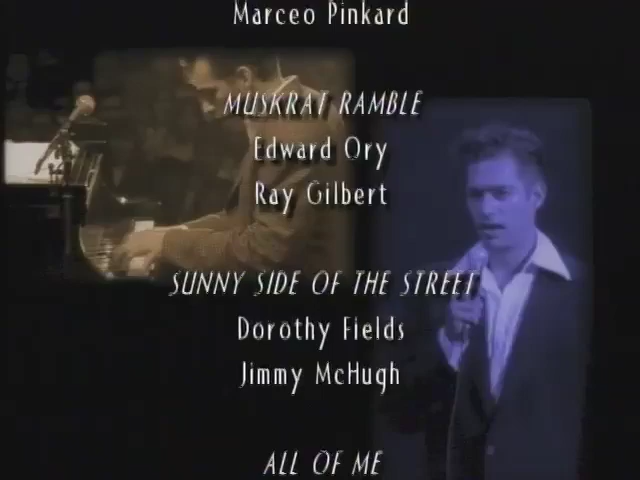 Marceo Pinkard
MUSKRAT RAMBLE
Edward Ory
Ray Gilbert
SUNNY SIDE OF THE STREET
Dorothy Fields
Jimmy McHugh
ALL OF ME